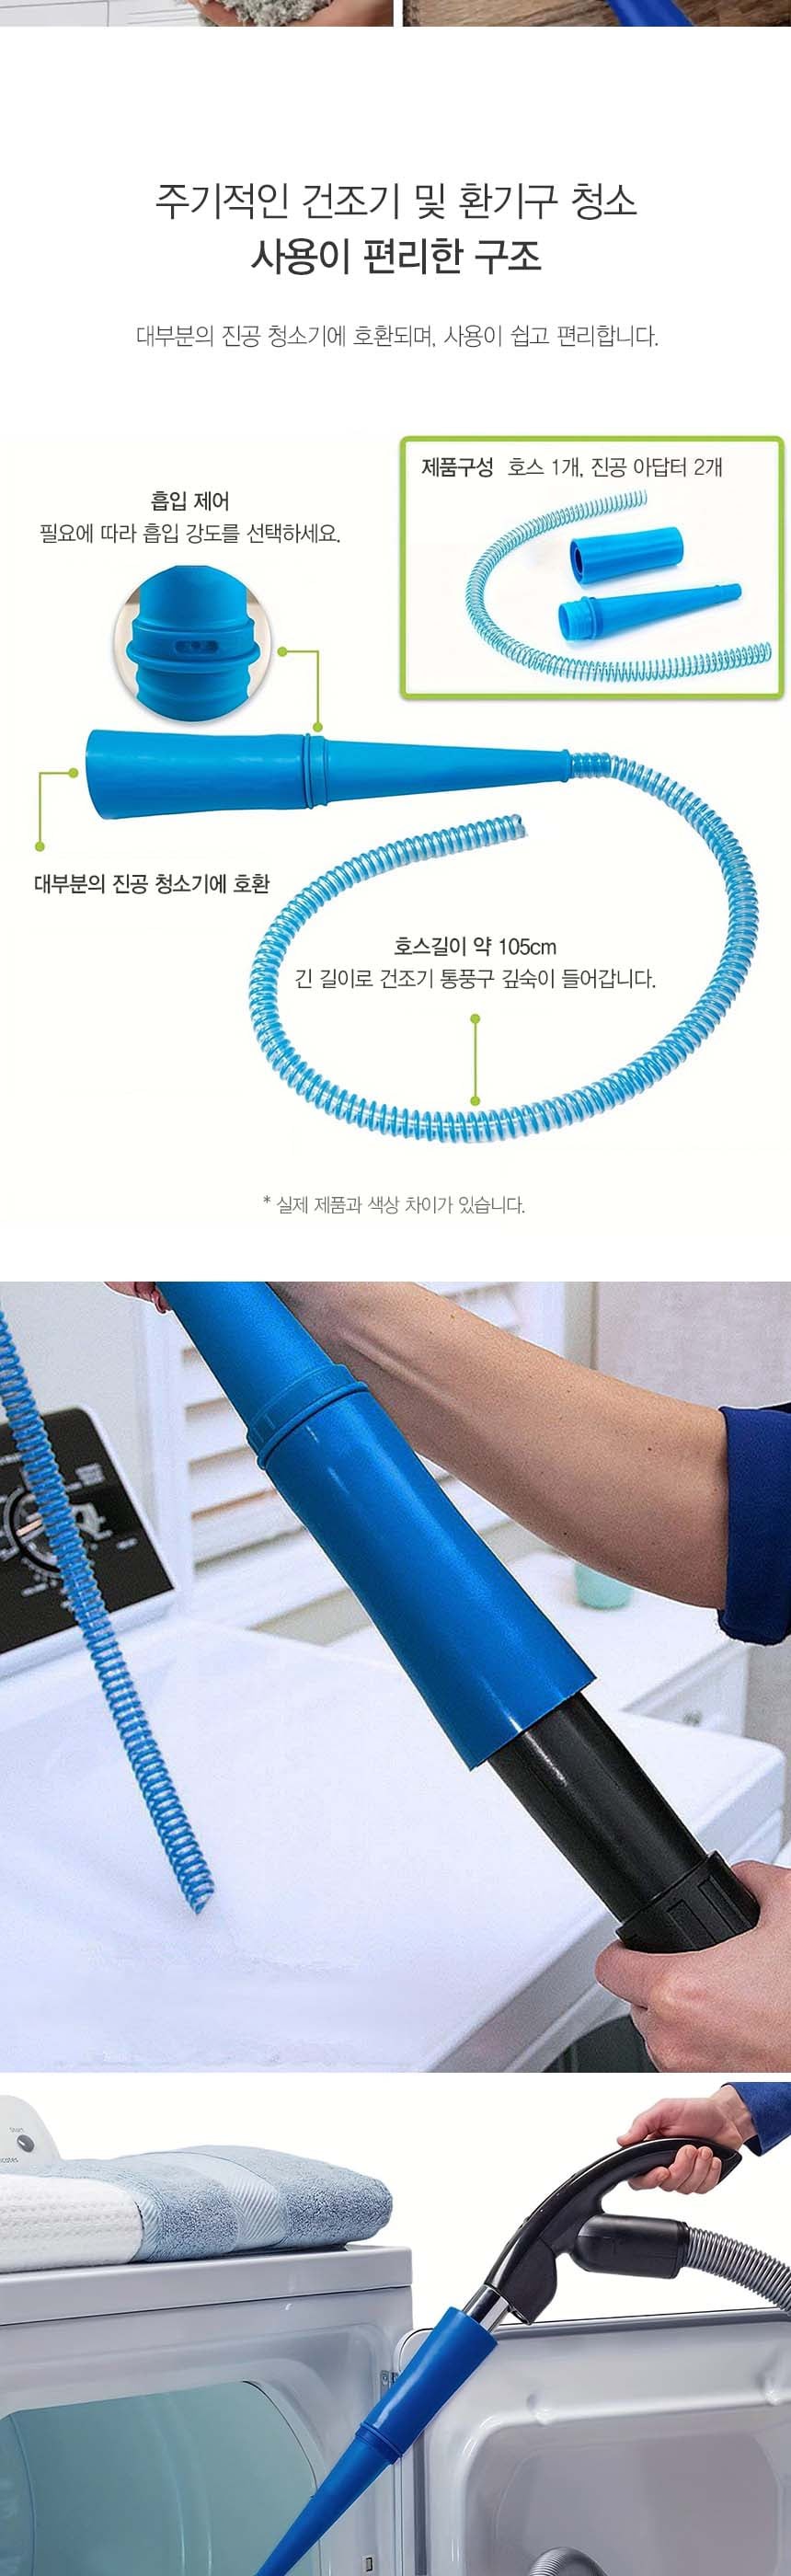 주기적인 건조기 및 환기구 청소
사용이 편리한 구조
대부분의 진공 청소기에 호환되며, 사용이 쉽고 편리합니다.
제품구성 호스 1개, 진공 아답터 2개
흡입 제어
필요에 따라 흡입 강도를 선택하세요.
대부분의 진공 청소기에 호환
호스길이 약 105cm
긴 길이로 건조기 통풍구 깊숙이 들어갑니다.
* 실제 제품과 색상 차이가 있습니다.
Start